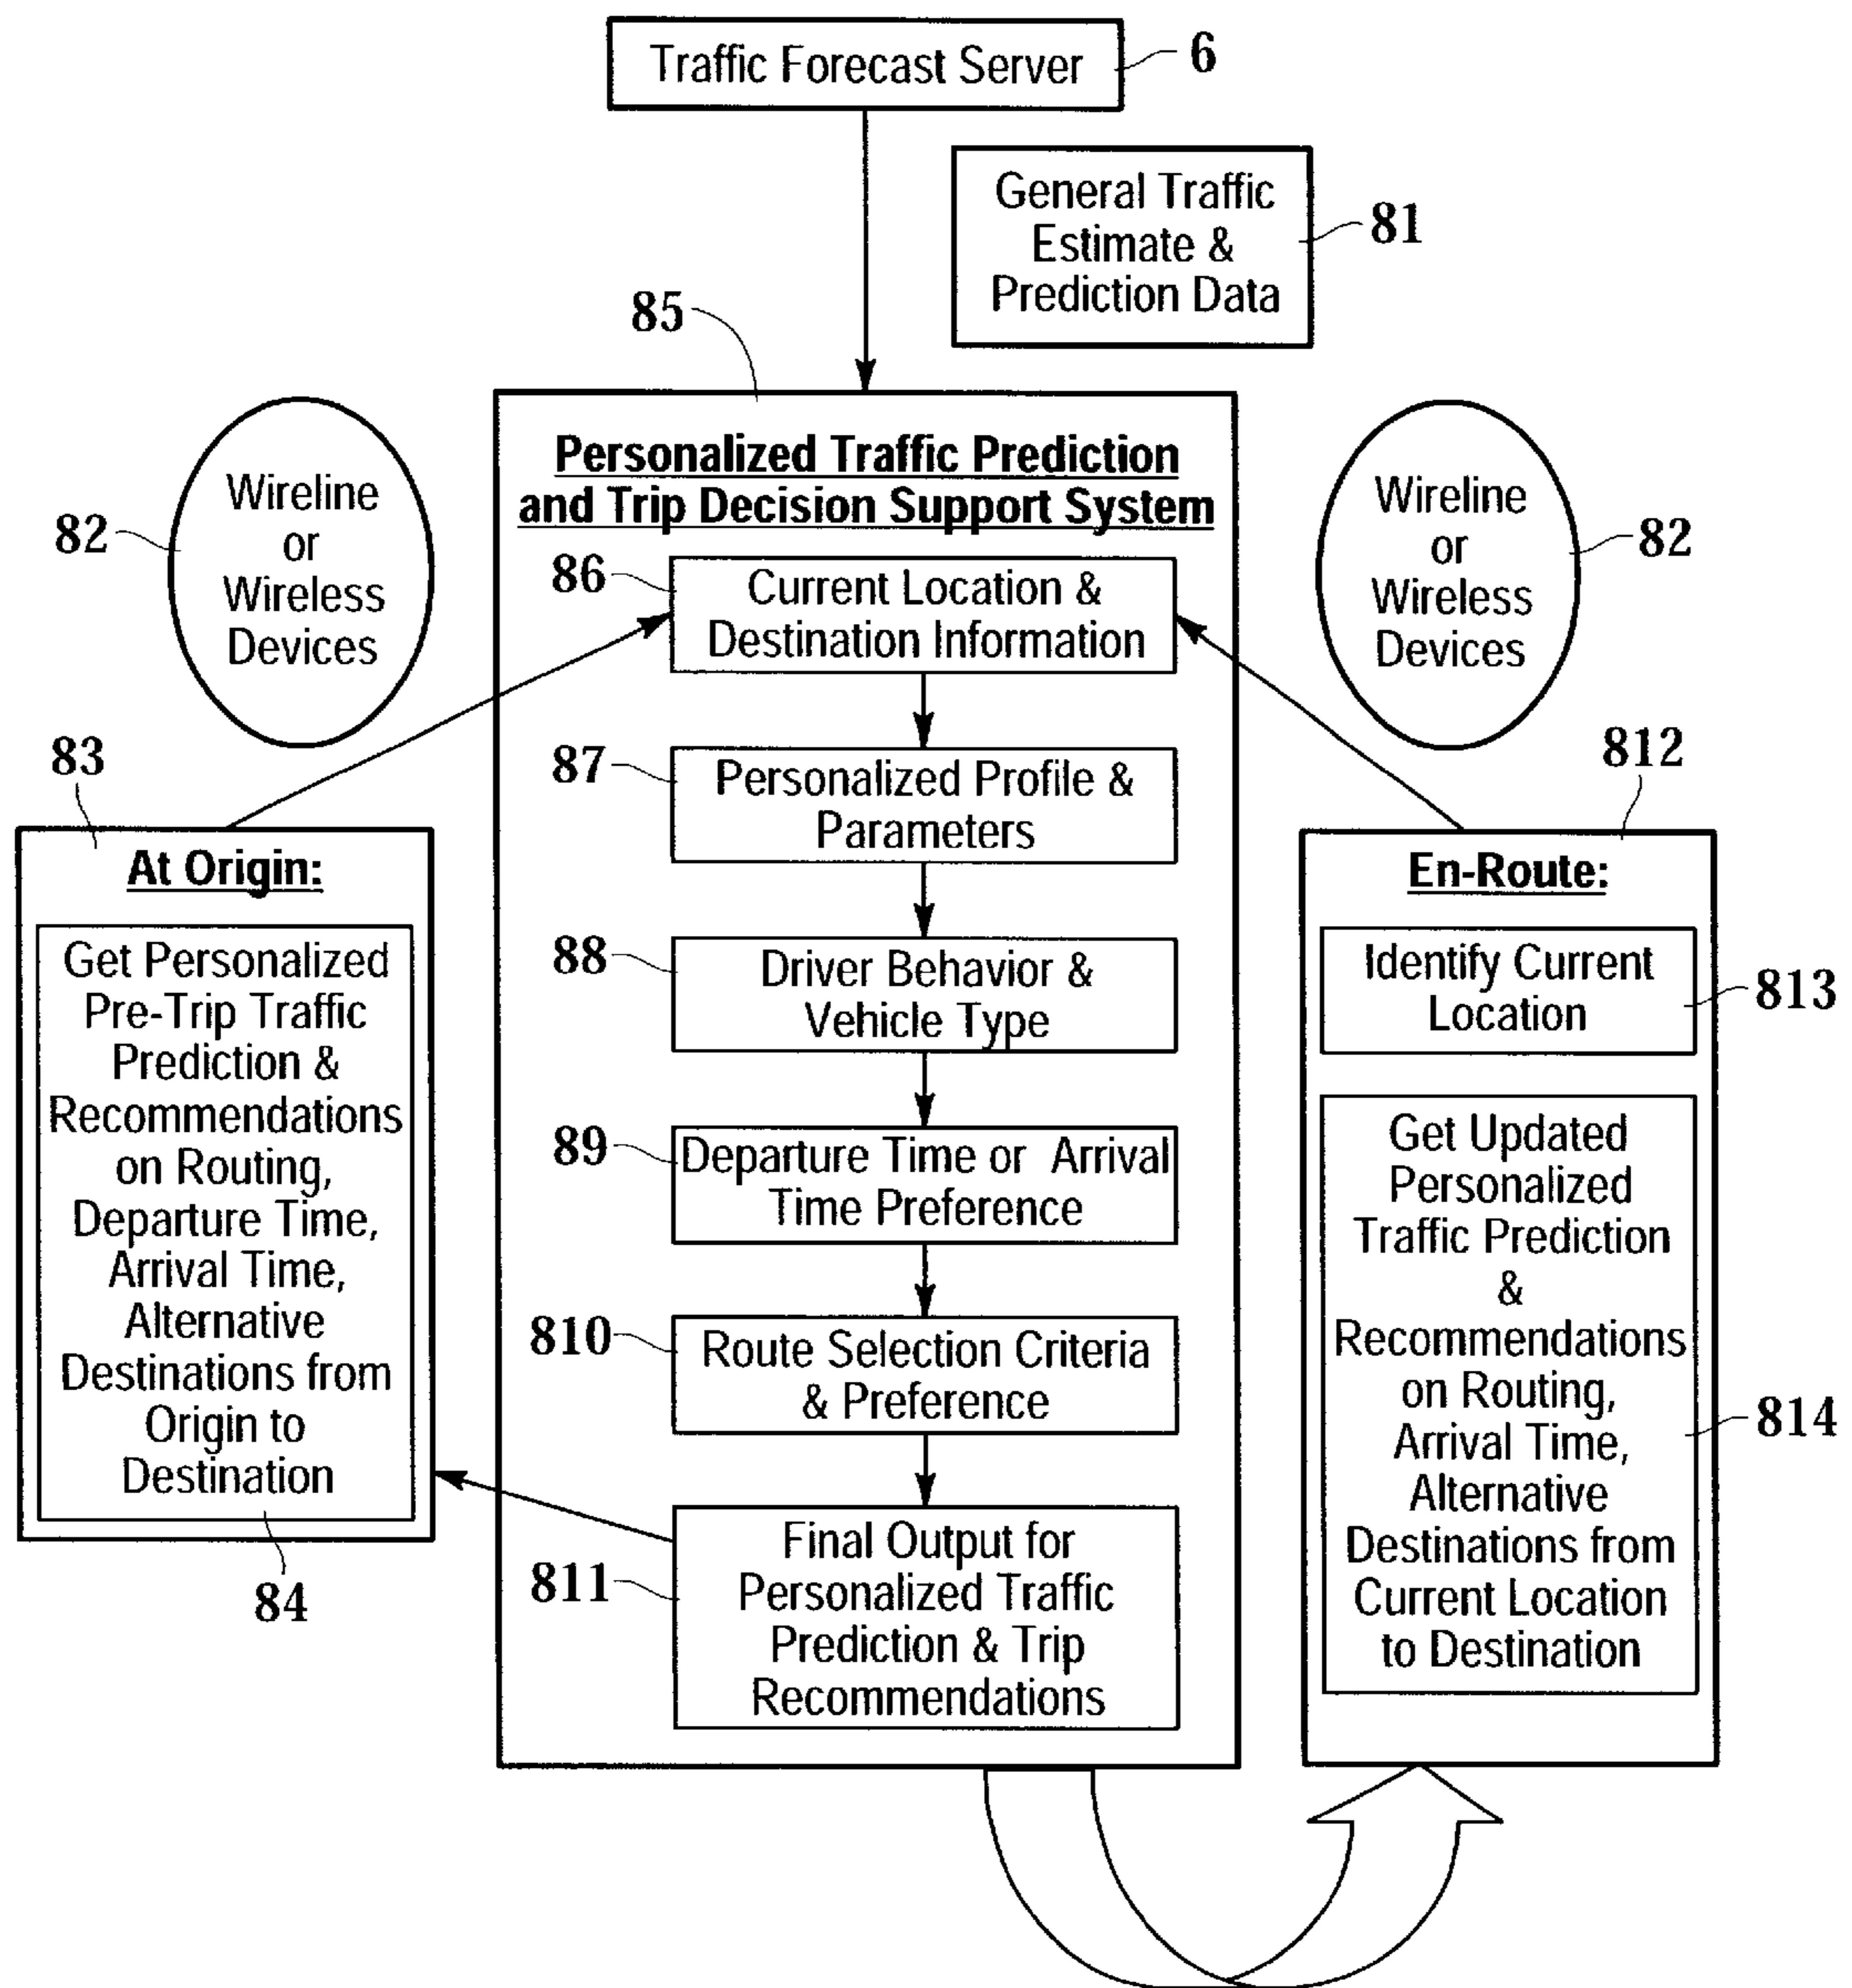 Traffic Forecast Server
6
General Traffic
Estimate &
Prediction Data
81
85
Personalized Traffic Prediction
and Trip Decision Support System
Wireline
or
Wireless
Devices
82
Wireline
or
Wireless
Devices
82
86
Current Location &
Destination Information
87
Personalized Profile &
Parameters
88
Driver Behavior &
Vehicle Type
89
Departure Time or Arrival
Time Preference
810
Route Selection Criteria
& Preference
811
Final Output for
Personalized Traffic
Prediction & Trip
Recommendations
83
At Origin:
Get Personalized
Pre-Trip Traffic
Prediction &
Recommendations
on Routing,
Departure Time,
Arrival Time,
Alternative
Destinations from
Origin to
Destination
84
812
En-Route:
Identify Current
Location
813
Get Updated
Personalized
Traffic Prediction
&
Recommendations
on Routing,
Arrival Time,
Alternative
Destinations from
Current Location
to Destination
814